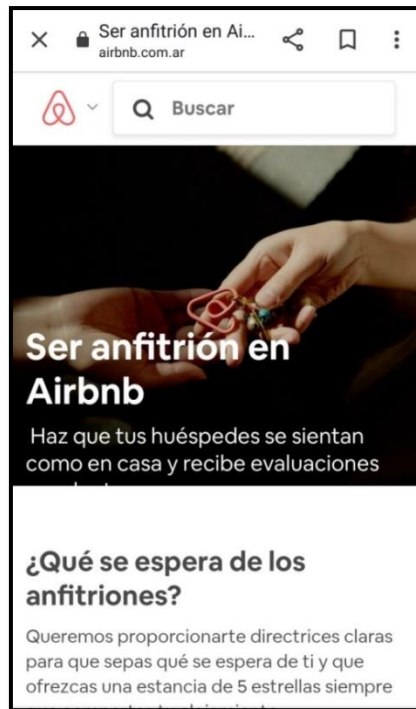 Ser anfitrión en Ai...
airbnb.com.ar
Buscar
Ser anfitrión en
Airbnb
Haz que tus huéspedes se sientan
como en casa y recibe evaluaciones
¿Qué se espera de los
anfitriones?
Queremos proporcionarte directrices claras
para que sepas qué se espera de ti y que
ofrezcas una estancia de 5 estrellas siempre